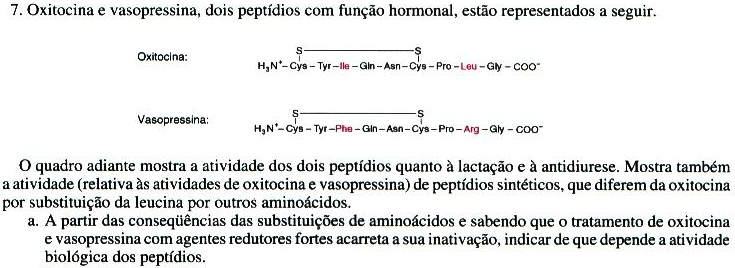 7. Oxitocina e vasopressina, dois peptídios com função hormonal, estão representados a seguir.
S S
Oxitocina: H₃N⁺– Cys – Tyr –Ile – Gln – Asn – Cys – Pro –Leu – Gly – COO⁻
S S
Vasopressina: H₃N⁺– Cys – Tyr –Phe – Gln – Asn – Cys – Pro –Arg – Gly – COO⁻
O quadro adiante mostra a atividade dos dois peptídios quanto à lactação e à antidiurese. Mostra também
a atividade (relativa às atividades de oxitocina e vasopressina) de peptídios sintéticos, que diferem da oxitocina
por substituição da leucina por outros aminoácidos.
a. A partir das conseqüências das substituições de aminoácidos e sabendo que o tratamento de oxitocina
e vasopressina com agentes redutores fortes acarreta a sua inativação, indicar de que depende a atividade
biológica dos peptídios.